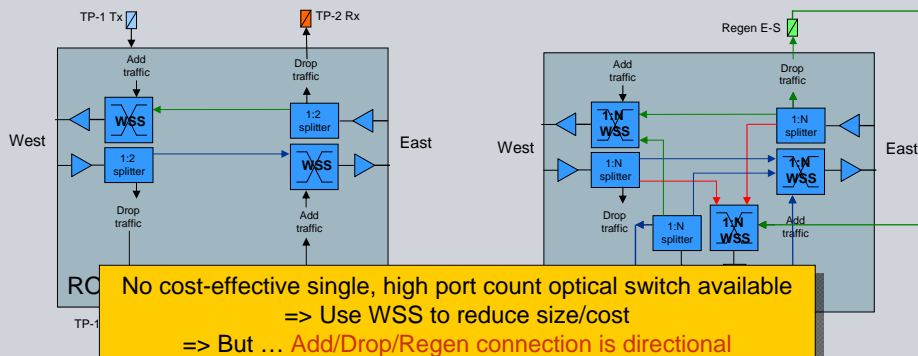 TP-1 Tx
TP-2 Rx
Regen E-S
Add
traffic
Drop
traffic
WSS
1:2
splitter
West
East
1:2
splitter
WSS
Drop
traffic
Add
traffic
Add
traffic
Drop
traffic
1:N
WSS
1:N
splitter
West
East
1:N
splitter
1:N
WSS
Drop
traffic
1:N
splitter
1:N
WSS
Add
traffic
RO
TP-1
No cost-effective single, high port count optical switch available
=> Use WSS to reduce size/cost
=> But … Add/Drop/Regen connection is directional